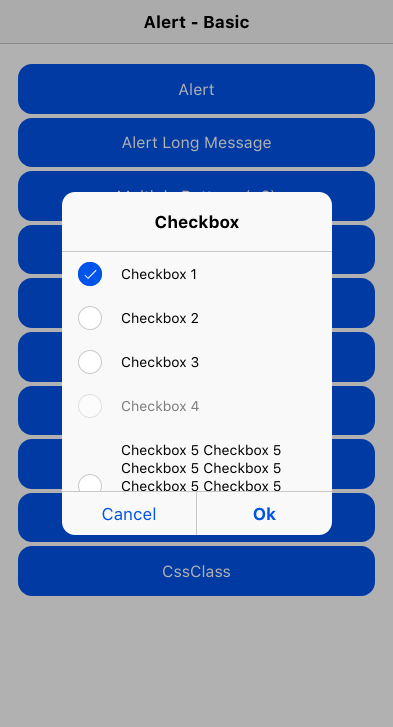 Alert - Basic
Alert
Alert Long Message
Checkbox
Checkbox 1
Checkbox 2
Checkbox 3
Checkbox 4
Checkbox 5 Checkbox 5
Checkbox 5 Checkbox 5
Checkbox 5 Checkbox 5
Cancel
Ok
CssClass